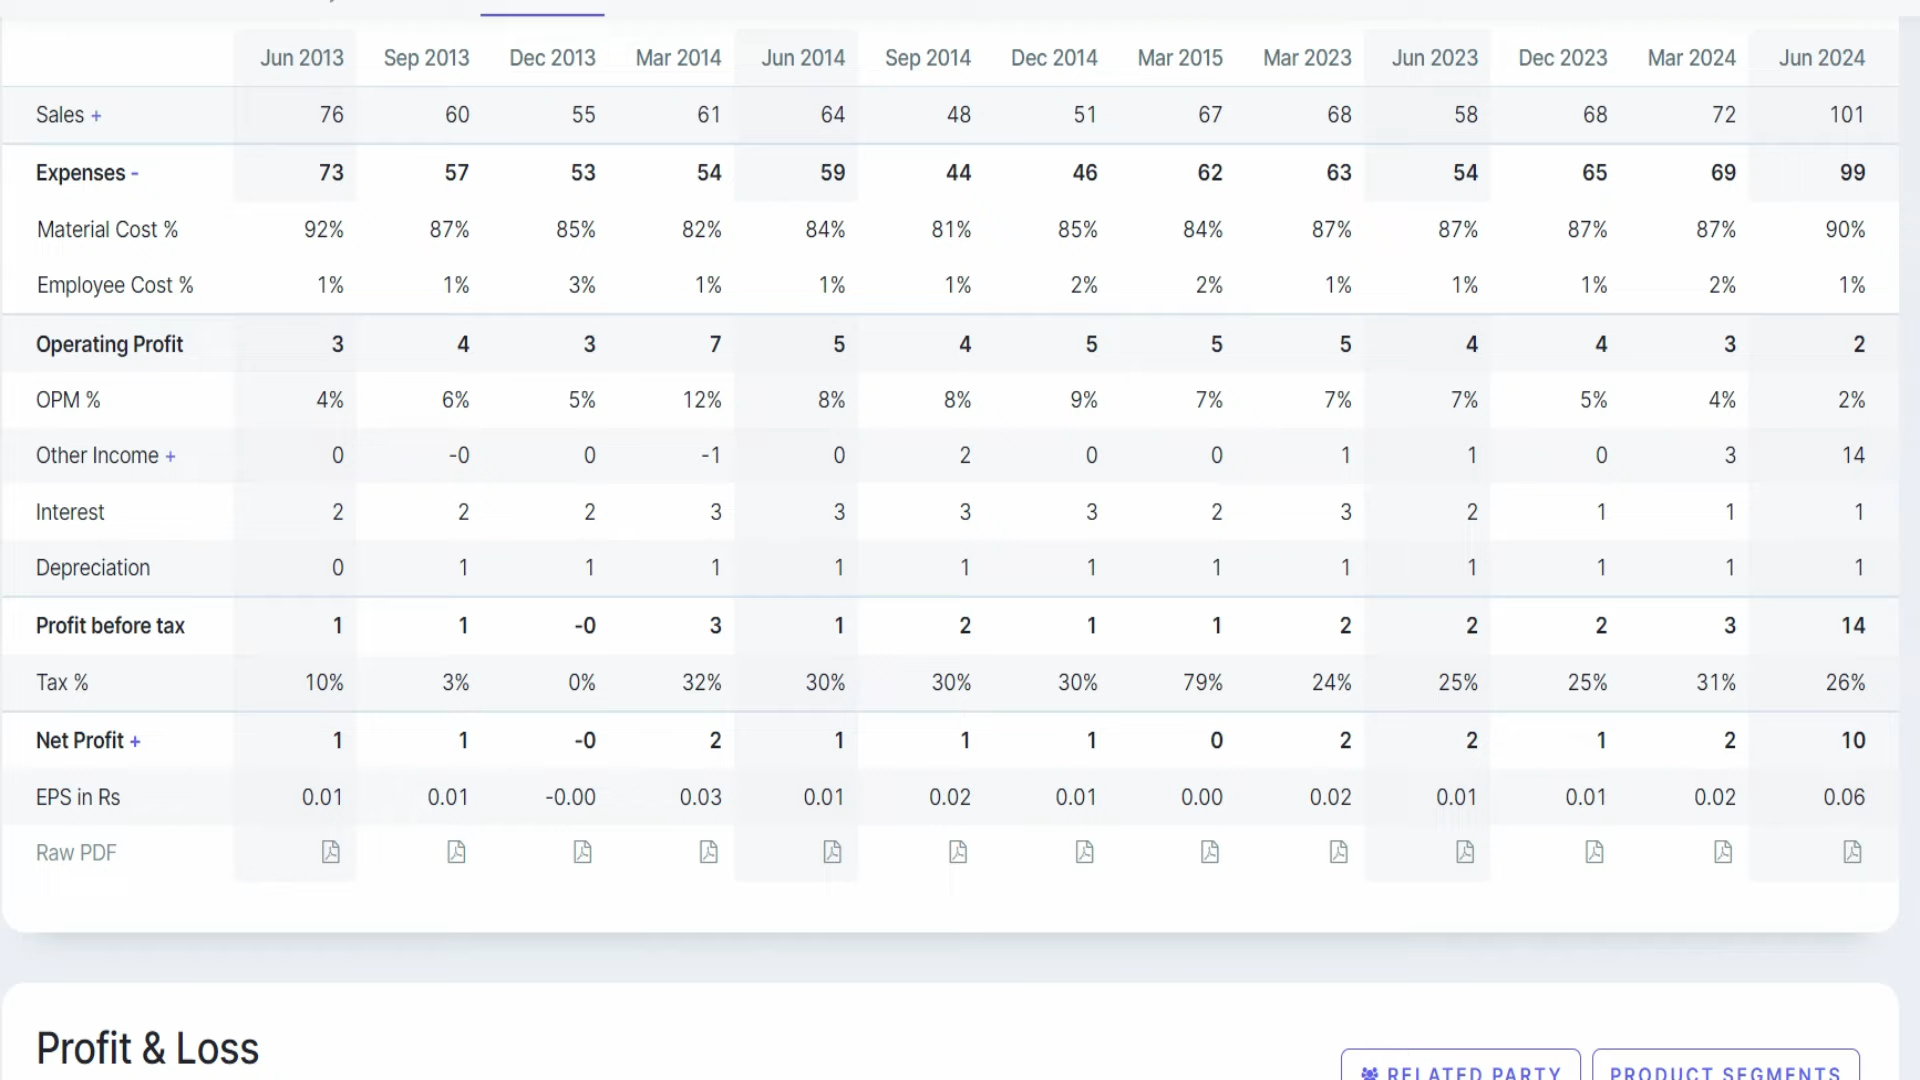 Jun 2013 Sep 2013 Dec 2013 Mar 2014 Jun 2014 Sep 2014 Dec 2014 Mar 2015 Mar 2023 Jun 2023 Dec 2023 Mar 2024 Jun 2024
Sales + 76 60 55 61 64 48 51 67 68 58 68 72 101
Expenses - 73 57 53 54 59 44 46 62 63 54 65 69 99
Material Cost % 92% 87% 85% 82% 84% 81% 85% 84% 87% 87% 87% 87% 90%
Employee Cost % 1% 1% 3% 1% 1% 1% 2% 2% 1% 1% 1% 2% 1%
Operating Profit 3 4 3 7 5 4 5 5 5 4 4 3 2
OPM % 4% 6% 5% 12% 8% 8% 9% 7% 7% 7% 5% 4% 2%
Other Income + 0 -0 0 -1 0 2 0 0 1 1 0 3 14
Interest 2 2 2 3 3 3 3 2 3 2 1 1 1
Depreciation 0 1 1 1 1 1 1 1 1 1 1 1 1
Profit before tax 1 1 -0 3 1 2 1 1 2 2 2 3 14
Tax % 10% 3% 0% 32% 30% 30% 30% 79% 24% 25% 25% 31% 26%
Net Profit + 1 1 -0 2 1 1 1 0 2 2 1 2 10
EPS in Rs 0.01 0.01 -0.00 0.03 0.01 0.02 0.01 0.00 0.02 0.01 0.01 0.02 0.06
Raw PDF
Profit & Loss
RELATED PARTY PRODUCT SEGMENTS